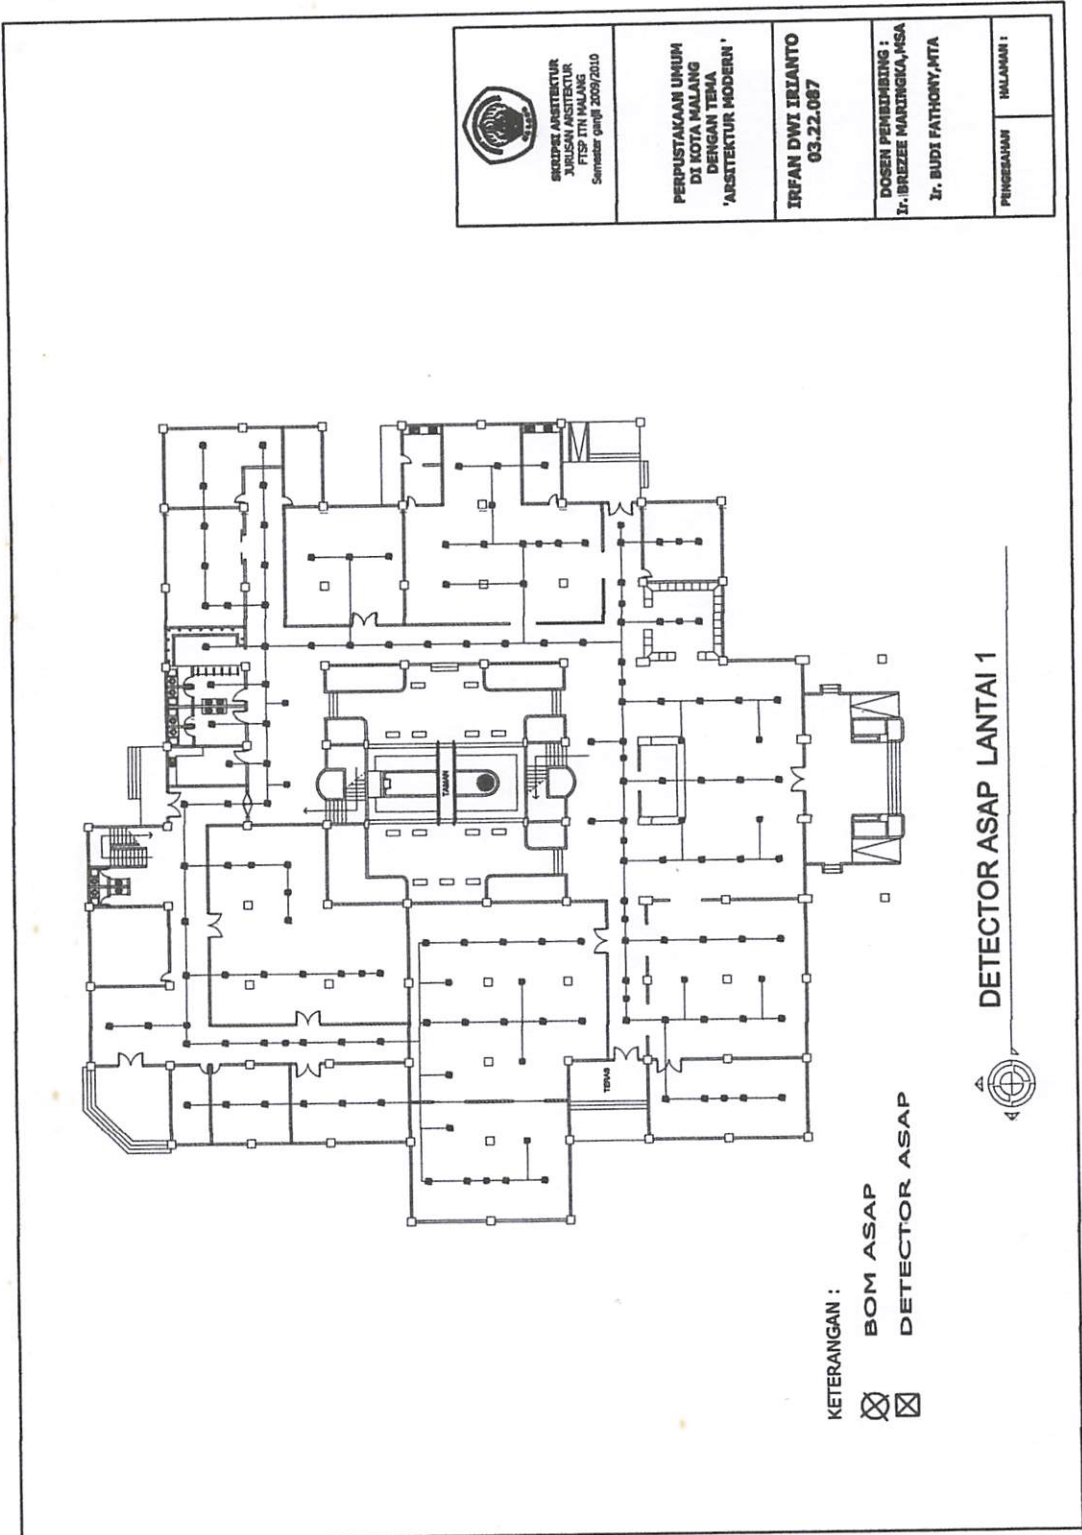 SKRIPSI ARSITEKTUR
JURUSAN ARSITEKTUR
FTSP ITN MALANG
Semester ganjil 2009/2010
PERPUSTAKAAN UMUM
DI KOTA MALANG
DENGAN TEMA
'ARSITEKTUR MODERN '
IRFAN DWI IRIANTO
03.22.087
DOSEN PEMBIMBING :
Ir. BREZEE MARINGKA,MSA
Ir. BUDI FATHONY,MTA
PENGESAHAN
HALAMAN :
TAMAN
TERAS
DETECTOR ASAP LANTAI 1
KETERANGAN :
BOM ASAP
DETECTOR ASAP